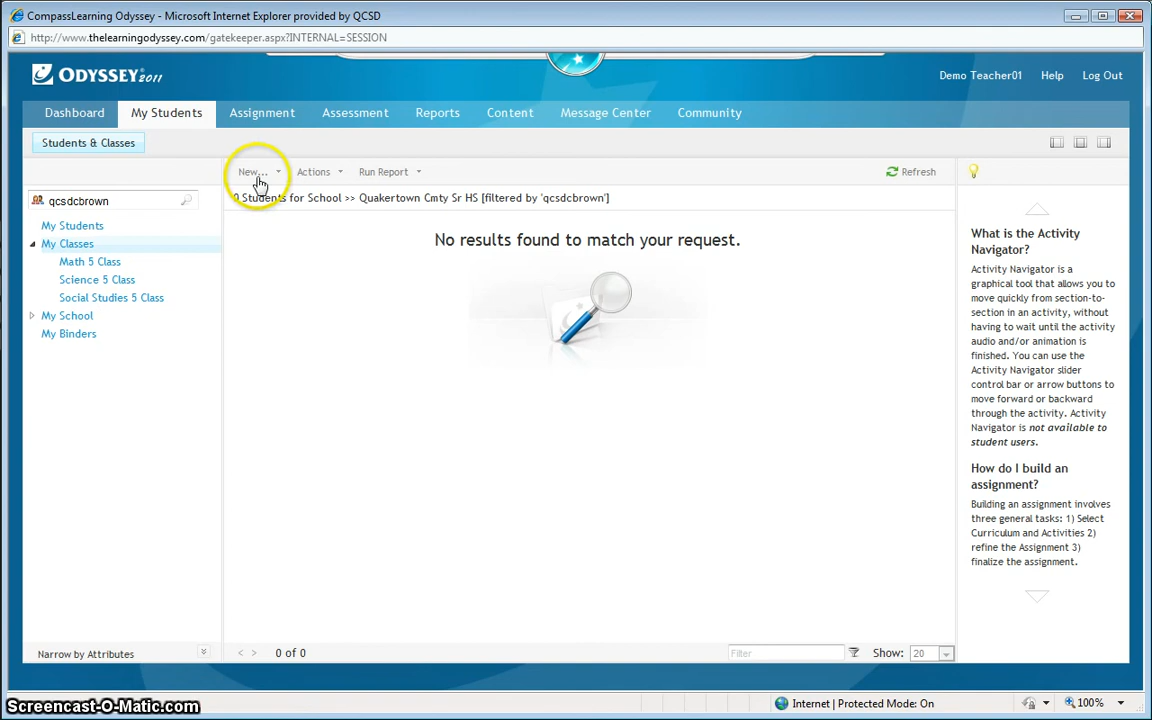 CompassLearning Odyssey - Microsoft Internet Explorer provided by QCSD
http://www.thelearningodyssey.com/gatekeeper.aspx?INTERNAL=SESSION
ODYSSEY 2011
Demo Teacher01 Help Log Out
Dashboard My Students Assignment Assessment Reports Content Message Center Community
Students & Classes
New... Actions Run Report Refresh
qcsdcbrown
0 Students for School >> Quakertown Cmty Sr HS [filtered by 'qcsdcbrown']
My Students
My Classes
Math 5 Class
Science 5 Class
Social Studies 5 Class
My School
My Binders
No results found to match your request.
What is the Activity
Navigator?
Activity Navigator is a
graphical tool that allows you to
move quickly from section-to-
section in an activity, without
having to wait until the activity
audio and/or animation is
finished. You can use the
Activity Navigator slider
control bar or arrow buttons to
move forward or backward
through the activity. Activity
Navigator is not available to
student users.
How do I build an
assignment?
Building an assignment involves
three general tasks: 1) Select
Curriculum and Activities 2)
refine the Assignment 3)
finalize the assignment.
Narrow by Attributes
< > 0 of 0 Filter Show: 20
Screencast-O-Matic.com
Internet | Protected Mode: On 100%